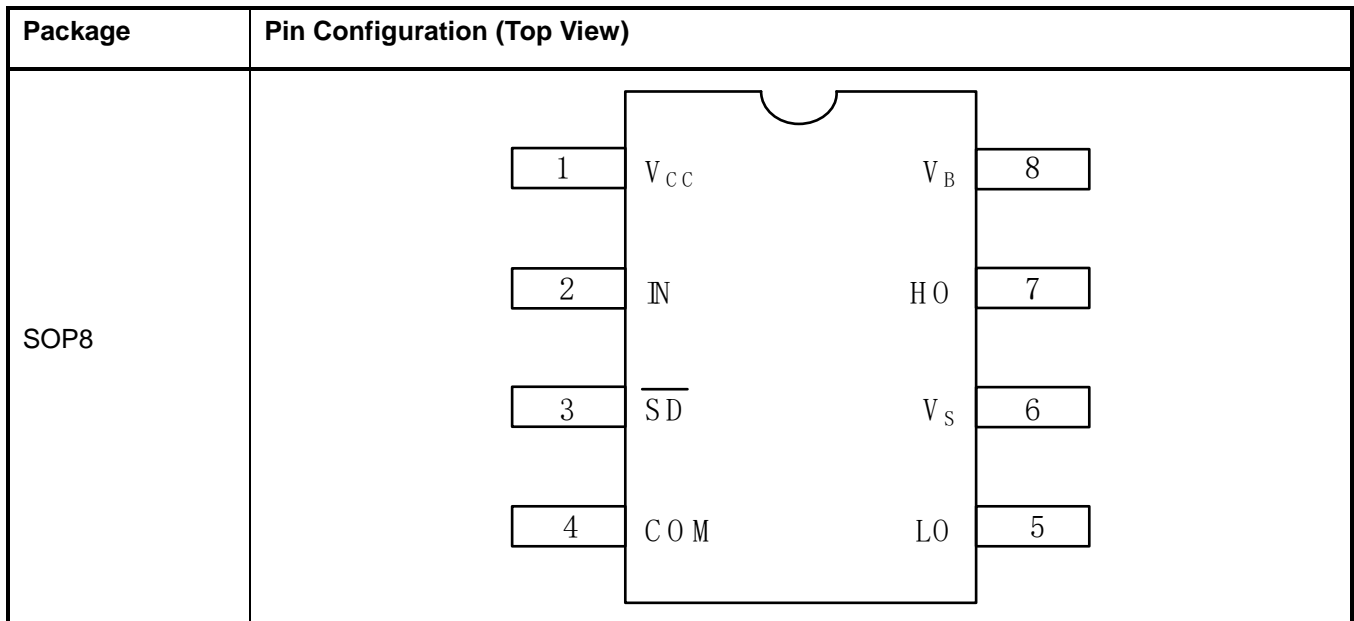 Package Pin Configuration (Top View)
SOP8
1 VCC VB 8
2 IN HO 7
3 S̅D̅ VS 6
4 COM LO 5